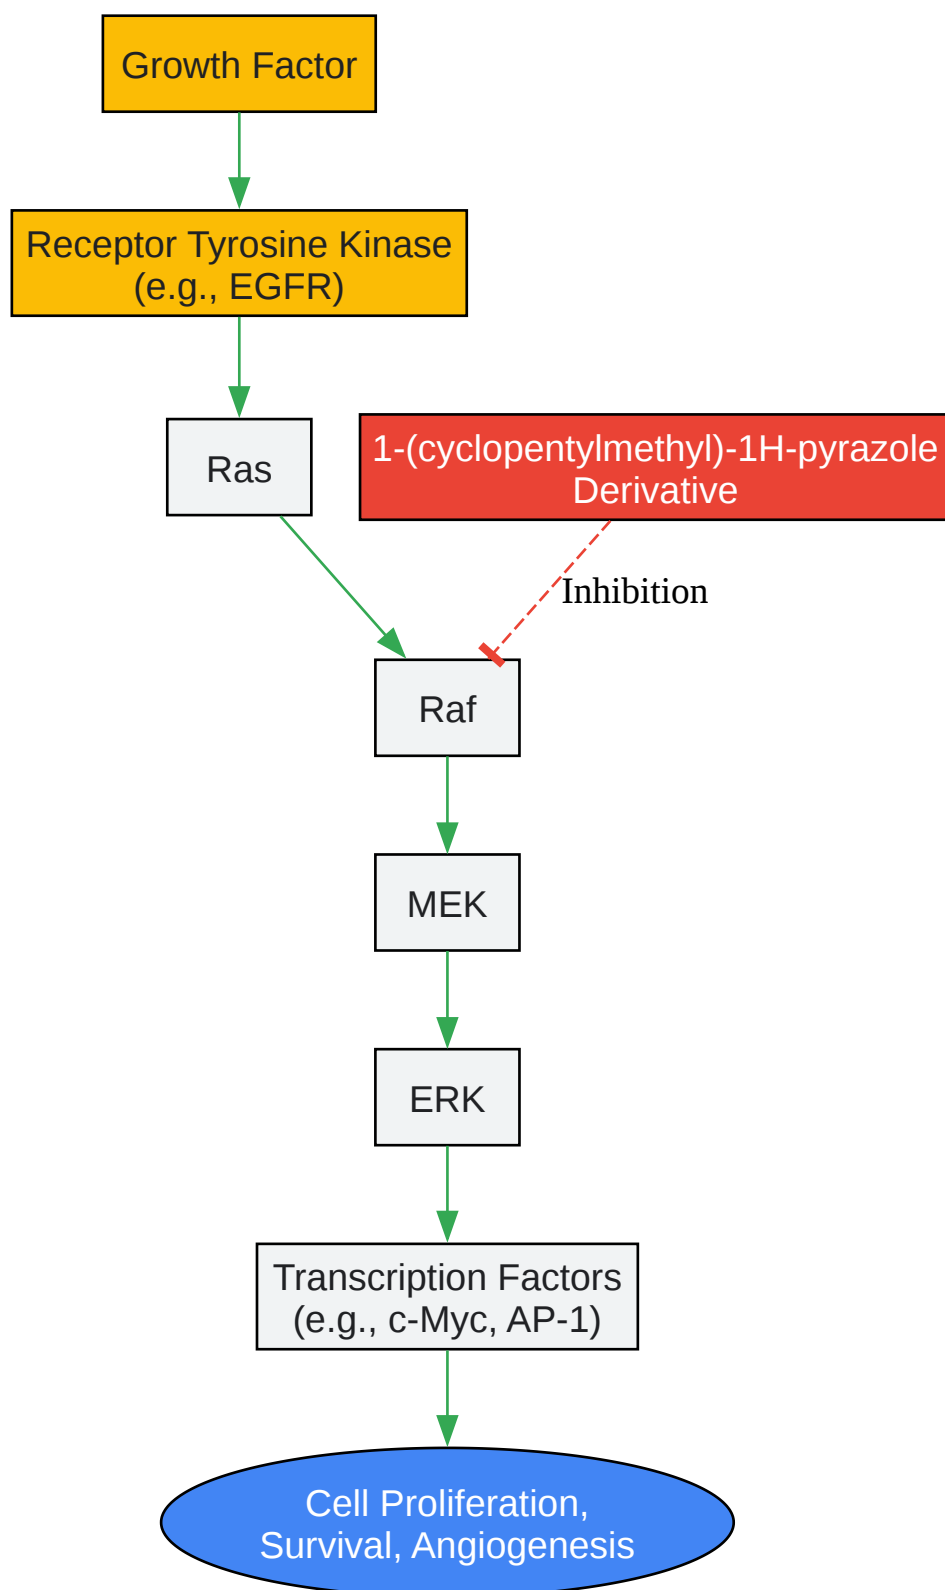 Growth Factor
Receptor Tyrosine Kinase
(e.g., EGFR)
Ras
1-(cyclopentylmethyl)-1H-pyrazole
Derivative
Inhibition
Raf
MEK
ERK
Transcription Factors
(e.g., c-Myc, AP-1)
Cell Proliferation,
Survival, Angiogenesis